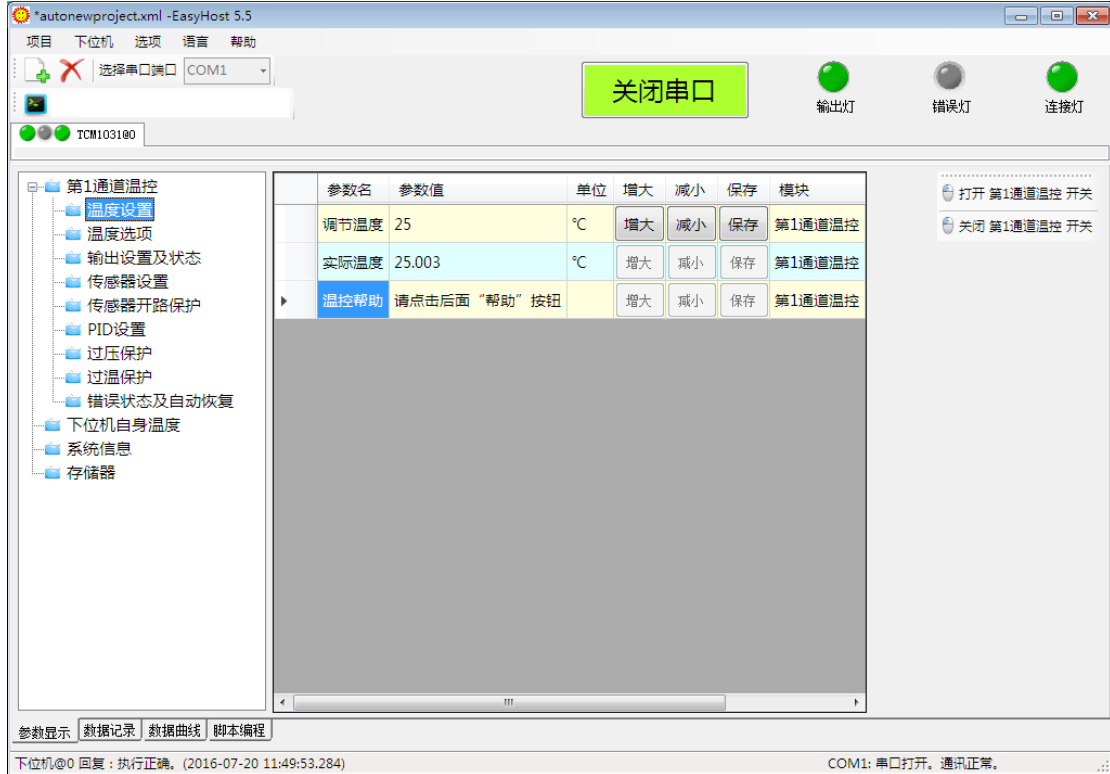 *autonewproject.xml -EasyHost 5.5
项目 下位机 选项 语言 帮助
选择串口端口 COM1
关闭串口
输出灯 错误灯 连接灯
TCM1031@0
第1通道温控
温度设置
温度选项
输出设置及状态
传感器设置
传感器开路保护
PID设置
过压保护
过温保护
错误状态及自动恢复
下位机自身温度
系统信息
存储器
参数名 参数值 单位 增大 减小 保存 模块
调节温度 25 ℃ 增大 减小 保存 第1通道温控
实际温度 25.003 ℃ 增大 减小 保存 第1通道温控
温控帮助 请点击后面“帮助”按钮 增大 减小 保存 第1通道温控
打开 第1通道温控 开关
关闭 第1通道温控 开关
参数显示 数据记录 数据曲线 脚本编程
下位机@0 回复：执行正确。(2016-07-20 11:49:53.284) COM1: 串口打开。通讯正常。